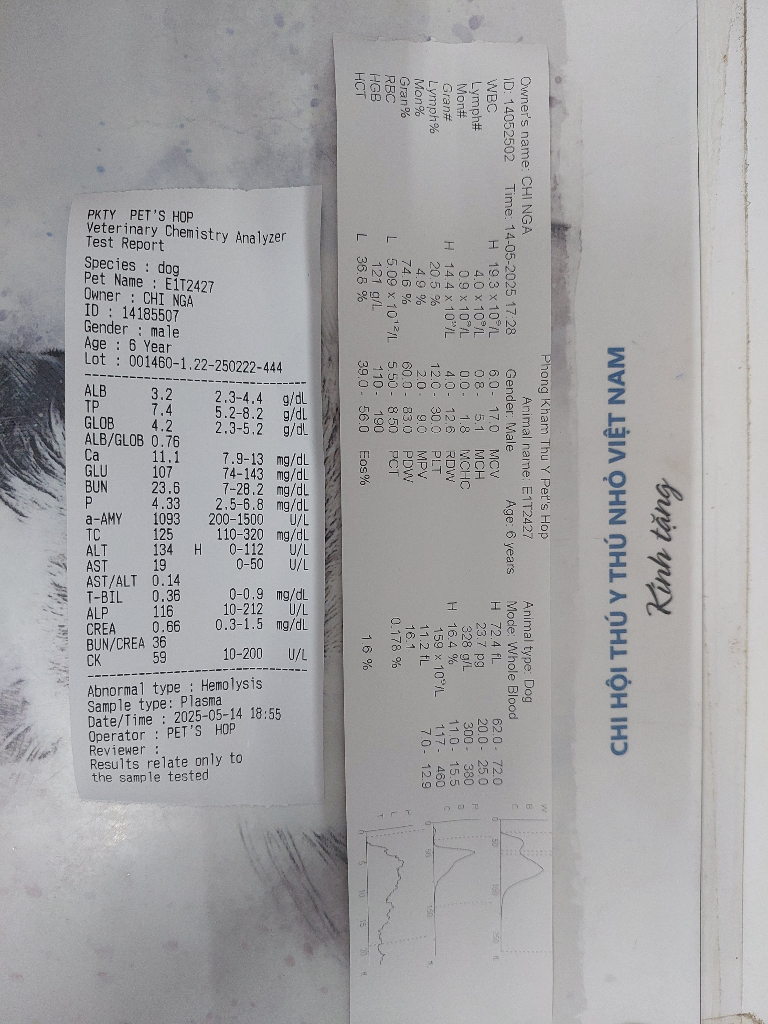 PKTY PET'S HOP
Veterinary Chemistry Analyzer
Test Report
Species : dog
Pet Name : E1T2427
Owner : CHI NGA
ID : 14185507
Gender : male
Age : 6 Year
Lot : 001460-1.22-250222-444
ALB 3.2 2.3-4.4 g/dL
TP 7.4 5.2-8.2 g/dL
GLOB 4.2 2.3-5.2 g/dL
ALB/GLOB 0.76
Ca 11.1 7.9-13 mg/dL
GLU 107 74-143 mg/dL
BUN 23.6 7-28.2 mg/dL
P 4.33 2.5-6.8 mg/dL
a-AMY 1093 200-1500 U/L
TC 125 110-320 mg/dL
ALT 134 H 0-112 U/L
AST 19 0-50 U/L
AST/ALT 0.14
T-BIL 0.36 0-0.9 mg/dL
ALP 116 10-212 U/L
CREA 0.66 0.3-1.5 mg/dL
BUN/CREA 36
CK 59 10-200 U/L
Abnormal type : Hemolysis
Sample type: Plasma
Date/Time : 2025-05-14 18:55
Operator : PET'S HOP
Reviewer :
Results relate only to
the sample tested
Phong Kham Thu Y Pet's Hop
Owner's name: CHI NGA Animal name: E1T2427 Animal type: Dog
ID: 14052502 Time: 14-05-2025 17:28 Gender: Male Age: 6 years Mode: Whole Blood
WBC H 19.3 x 10⁹/L 6.0 - 17.0 MCV H 72.4 fL 62.0 - 72.0
Lymph# 4.0 x 10⁹/L 0.8 - 5.1 MCH 23.7 pg 20.0 - 25.0
Mon# 0.9 x 10⁹/L 0.0 - 1.8 MCHC 328 g/L 300 - 380
Gran# H 14.4 x 10⁹/L 4.0 - 12.6 RDW H 16.4 % 11.0 - 15.5
Lymph% 20.5 % 12.0 - 30.0 PLT 159 x 10⁹/L 117 - 460
Mon% 4.9 % 2.0 - 9.0 MPV 11.2 fL 7.0 - 12.9
Gran% 74.6 % 60.0 - 83.0 PDW 16.1
RBC L 5.09 x 10¹²/L 5.50 - 8.50 PCT 0.178 %
HGB 121 g/L 110 - 190
HCT L 36.8 % 39.0 - 56.0 Eos% 1.6 %
CHI HỘI THÚ Y THÚ NHỎ VIỆT NAM
Kính tặng